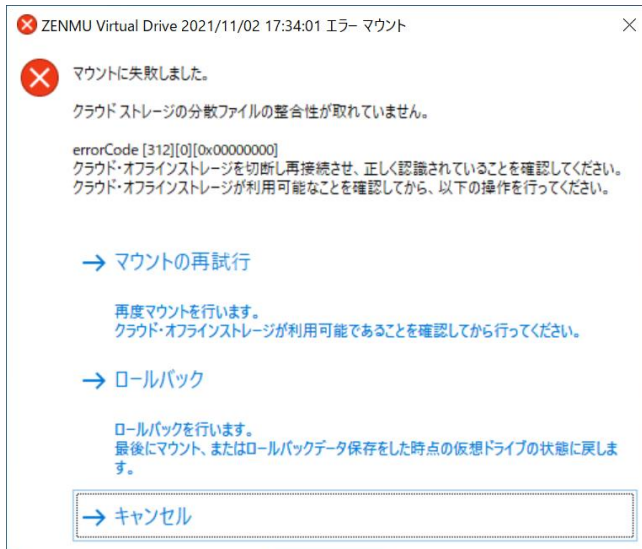 ZENMU Virtual Drive 2021/11/02 17:34:01 エラー マウント
マウントに失敗しました。
クラウド ストレージの分散ファイルの整合性が取れていません。
errorCode [312][0][0x00000000]
クラウド・オフラインストレージを切断し再接続させ、正しく認識されていることを確認してください。
クラウド・オフラインストレージが利用可能なことを確認してから、以下の操作を行ってください。
→ マウントの再試行
再度マウントを行います。
クラウド・オフラインストレージが利用可能であることを確認してから行ってください。
→ ロールバック
ロールバックを行います。
最後にマウント、またはロールバックデータ保存をした時点の仮想ドライブの状態に戻しま
す。
→ キャンセル